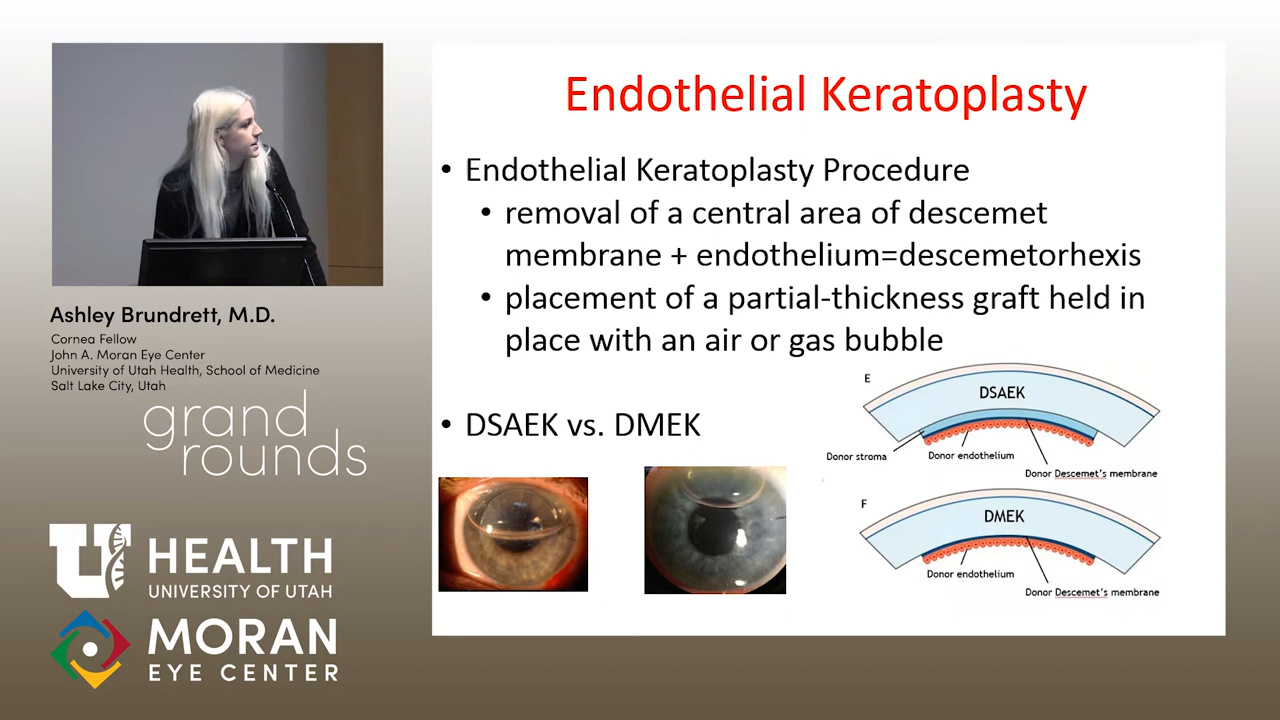 Endothelial Keratoplasty
• Endothelial Keratoplasty Procedure
• removal of a central area of descemet
membrane + endothelium=descemetorhexis
• placement of a partial-thickness graft held in
place with an air or gas bubble
• DSAEK vs. DMEK
E
DSAEK
Donor stroma
Donor endothelium
Donor Descemet's membrane
F
DMEK
Donor endothelium
Donor Descemet's membrane
Ashley Brundrett, M.D.
Cornea Fellow
John A. Moran Eye Center
University of Utah Health, School of Medicine
Salt Lake City, Utah
grand
rounds
U HEALTH
UNIVERSITY OF UTAH
MORAN
EYE CENTER